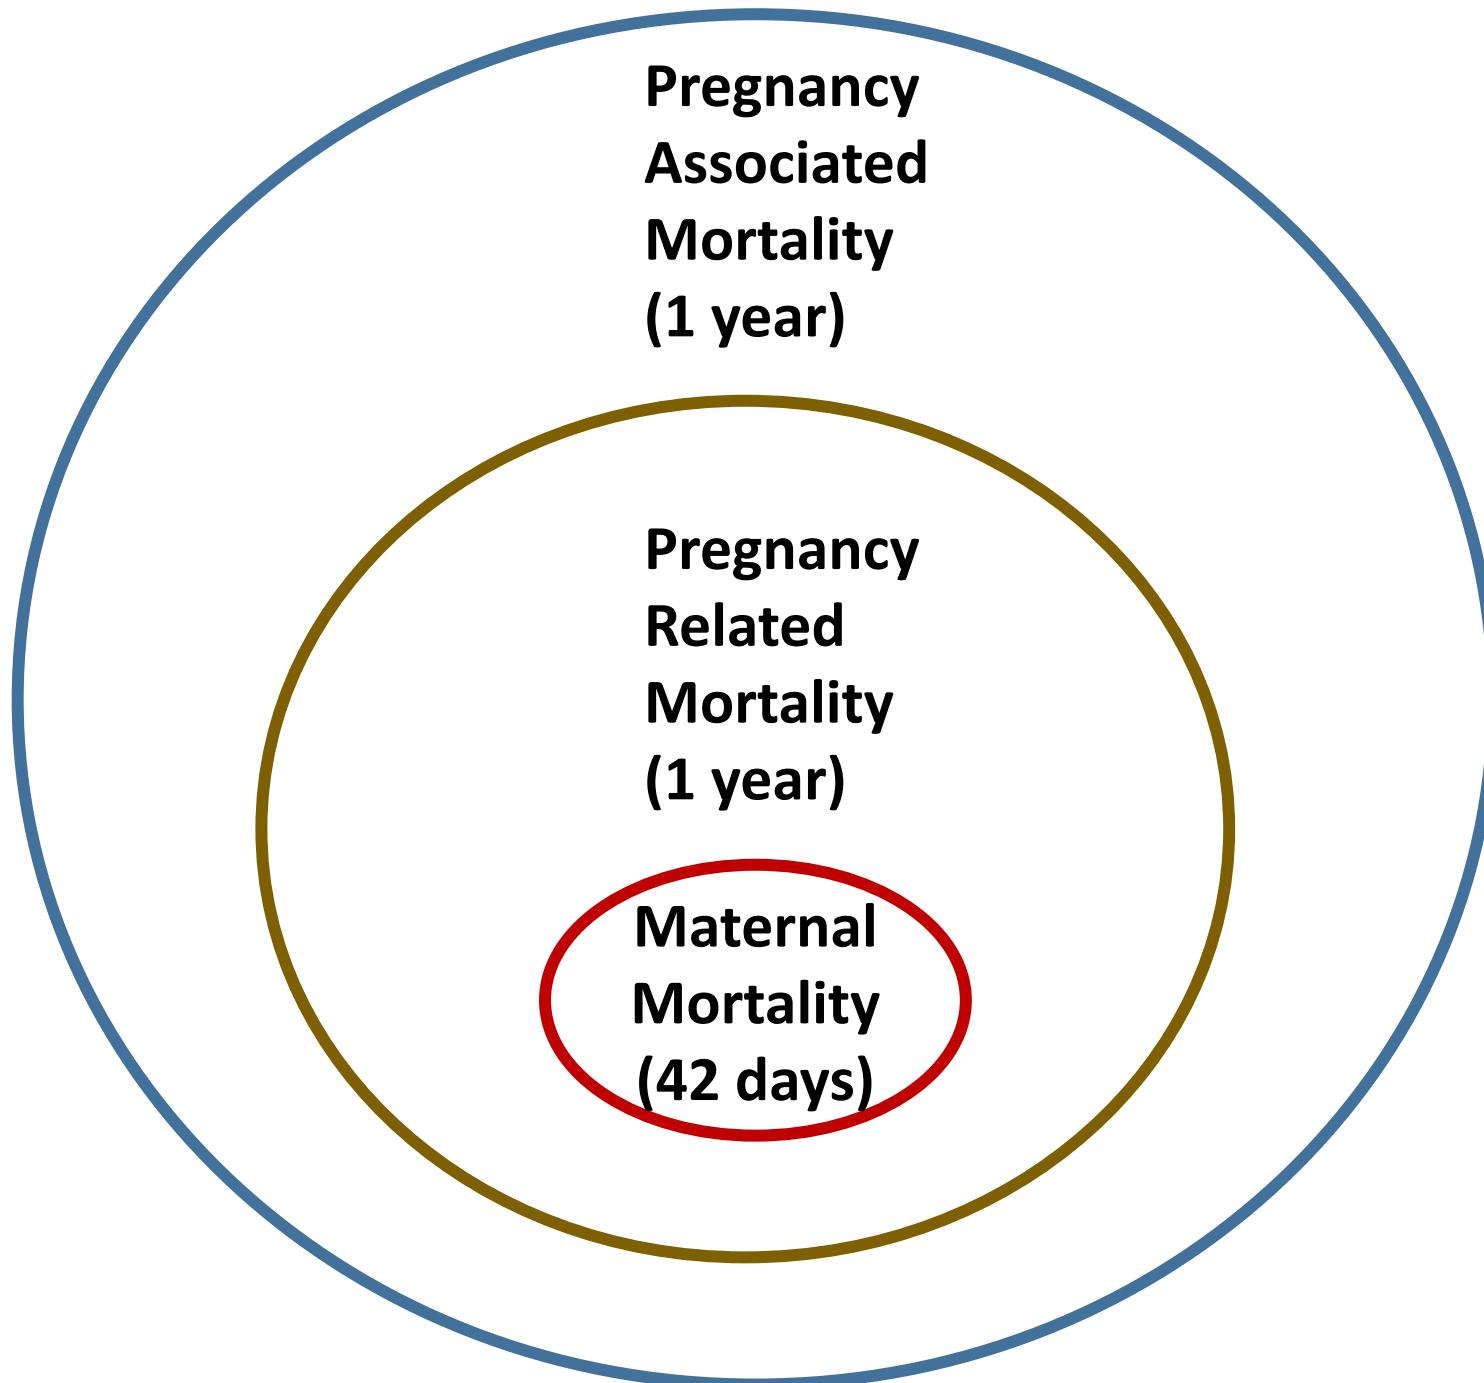 Pregnancy
Associated
Mortality
(1 year)
Pregnancy
Related
Mortality
(1 year)
Maternal
Mortality
(42 days)